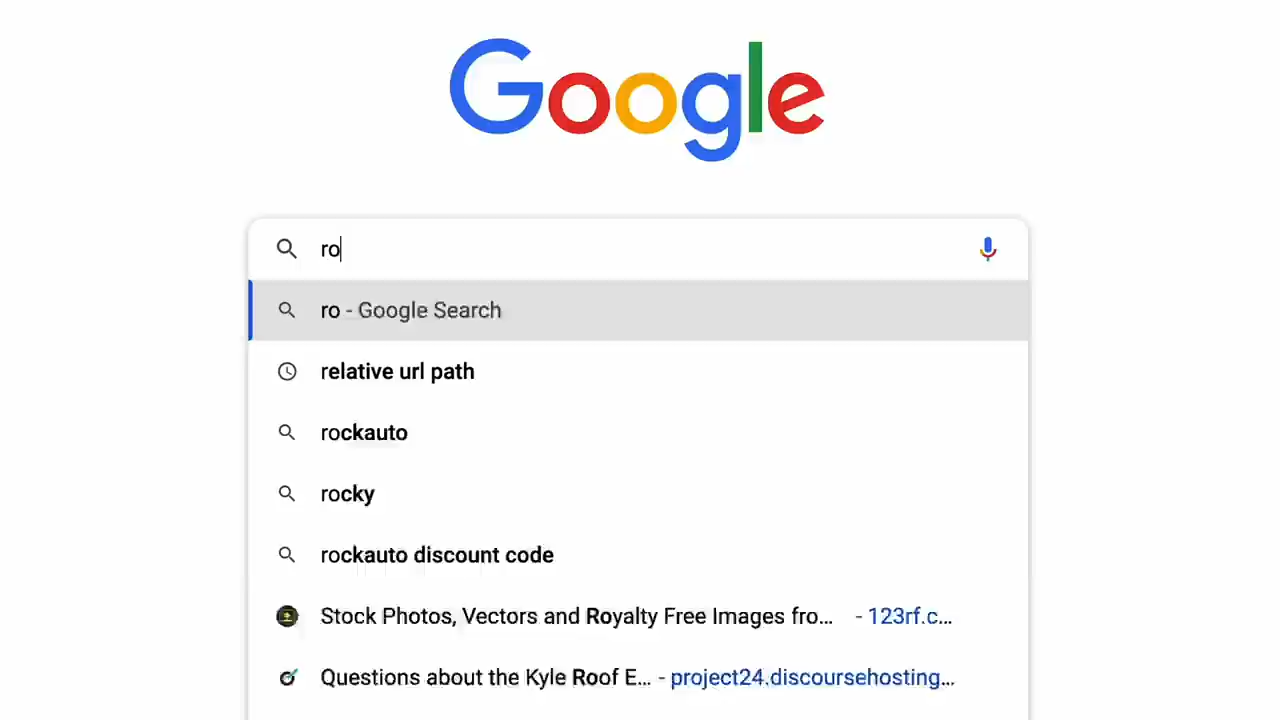 Google
ro
ro - Google Search
relative url path
rockauto
rocky
rockauto discount code
Stock Photos, Vectors and Royalty Free Images fro... - 123rf.c...
Questions about the Kyle Roof E... - project24.discoursehosting...